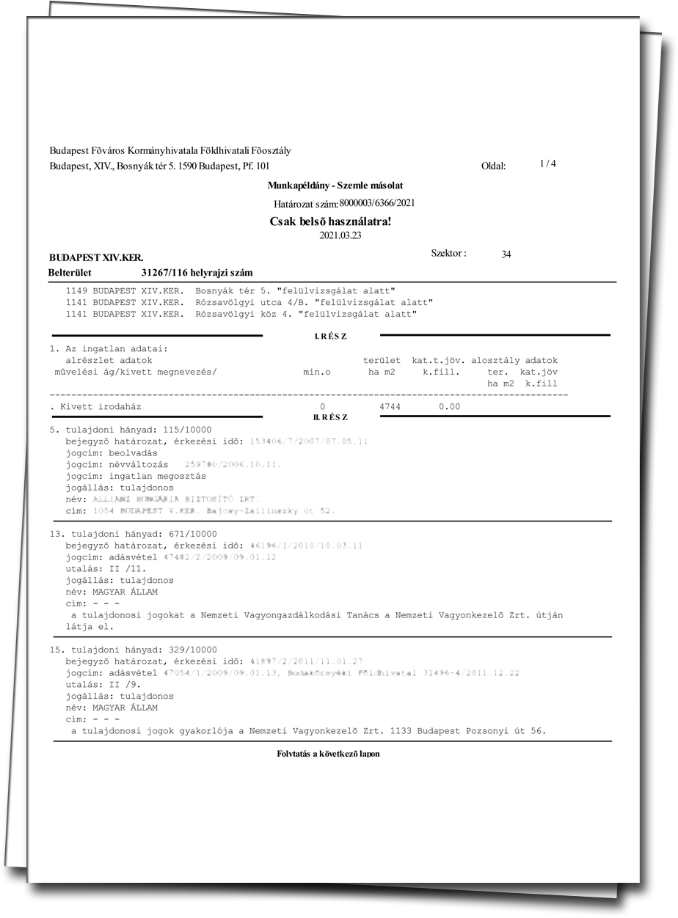 Budapest Főváros Kormányhivatala Földhivatali Főosztály
Budapest, XIV., Bosnyák tér 5. 1590 Budapest, Pf. 101
Oldal: 1 / 4
Munkapéldány - Szemle másolat
Határozat szám: 8000003/6366/2021
Csak belső használatra!
2021.03.23
Szektor : 34
BUDAPEST XIV.KER.
Belterület 31267/116 helyrajzi szám
1149 BUDAPEST XIV.KER. Bosnyák tér 5. "felülvizsgálat alatt"
1141 BUDAPEST XIV.KER. Rózsavölgyi utca 4/B. "felülvizsgálat alatt"
1141 BUDAPEST XIV.KER. Rózsavölgyi köz 4. "felülvizsgálat alatt"
I. R É S Z
1. Az ingatlan adatai:
alrészlet adatok terület kat.t.jöv. alosztály adatok
művelési ág/kivett megnevezés/ min.o ha m2 k.fill. ter. kat.jöv
ha m2 k.fill
. Kivett irodaház 0 4744 0.00
II. R É S Z
5. tulajdoni hányad: 115/10000
bejegyző határozat, érkezési idő: 153406/7/2007/07.05.11
jogcím: beolvadás
jogcím: névváltozás
jogcím: ingatlan megosztás
jogállás: tulajdonos
név: ALLIANZ HUNGÁRIA BIZTOSÍTÓ ZRT.
cím: 1054 BUDAPEST V.KER. Bajcsy-Zsilinszky út 52.
13. tulajdoni hányad: 671/10000
bejegyző határozat, érkezési idő: 46196/1/2010/10.03.11
jogcím: adásvétel 47482/2/2009/09.01.12
utalás: II /11.
jogállás: tulajdonos
név: MAGYAR ÁLLAM
cím: - - -
a tulajdonosi jogokat a Nemzeti Vagyongazdálkodási Tanács a Nemzeti Vagyonkezelő Zrt. útján
látja el.
15. tulajdoni hányad: 329/10000
bejegyző határozat, érkezési idő: 41897/2/2011/11.01.27
jogcím: adásvétel 47054/1/2009/09.01.13, Budakörnyéki Földhivatal 31496-4/2011.12.22
utalás: II /9.
jogállás: tulajdonos
név: MAGYAR ÁLLAM
cím: - - -
a tulajdonosi jogok gyakorlója a Nemzeti Vagyonkezelő Zrt. 1133 Budapest Pozsonyi út 56.
Folytatás a következő lapon